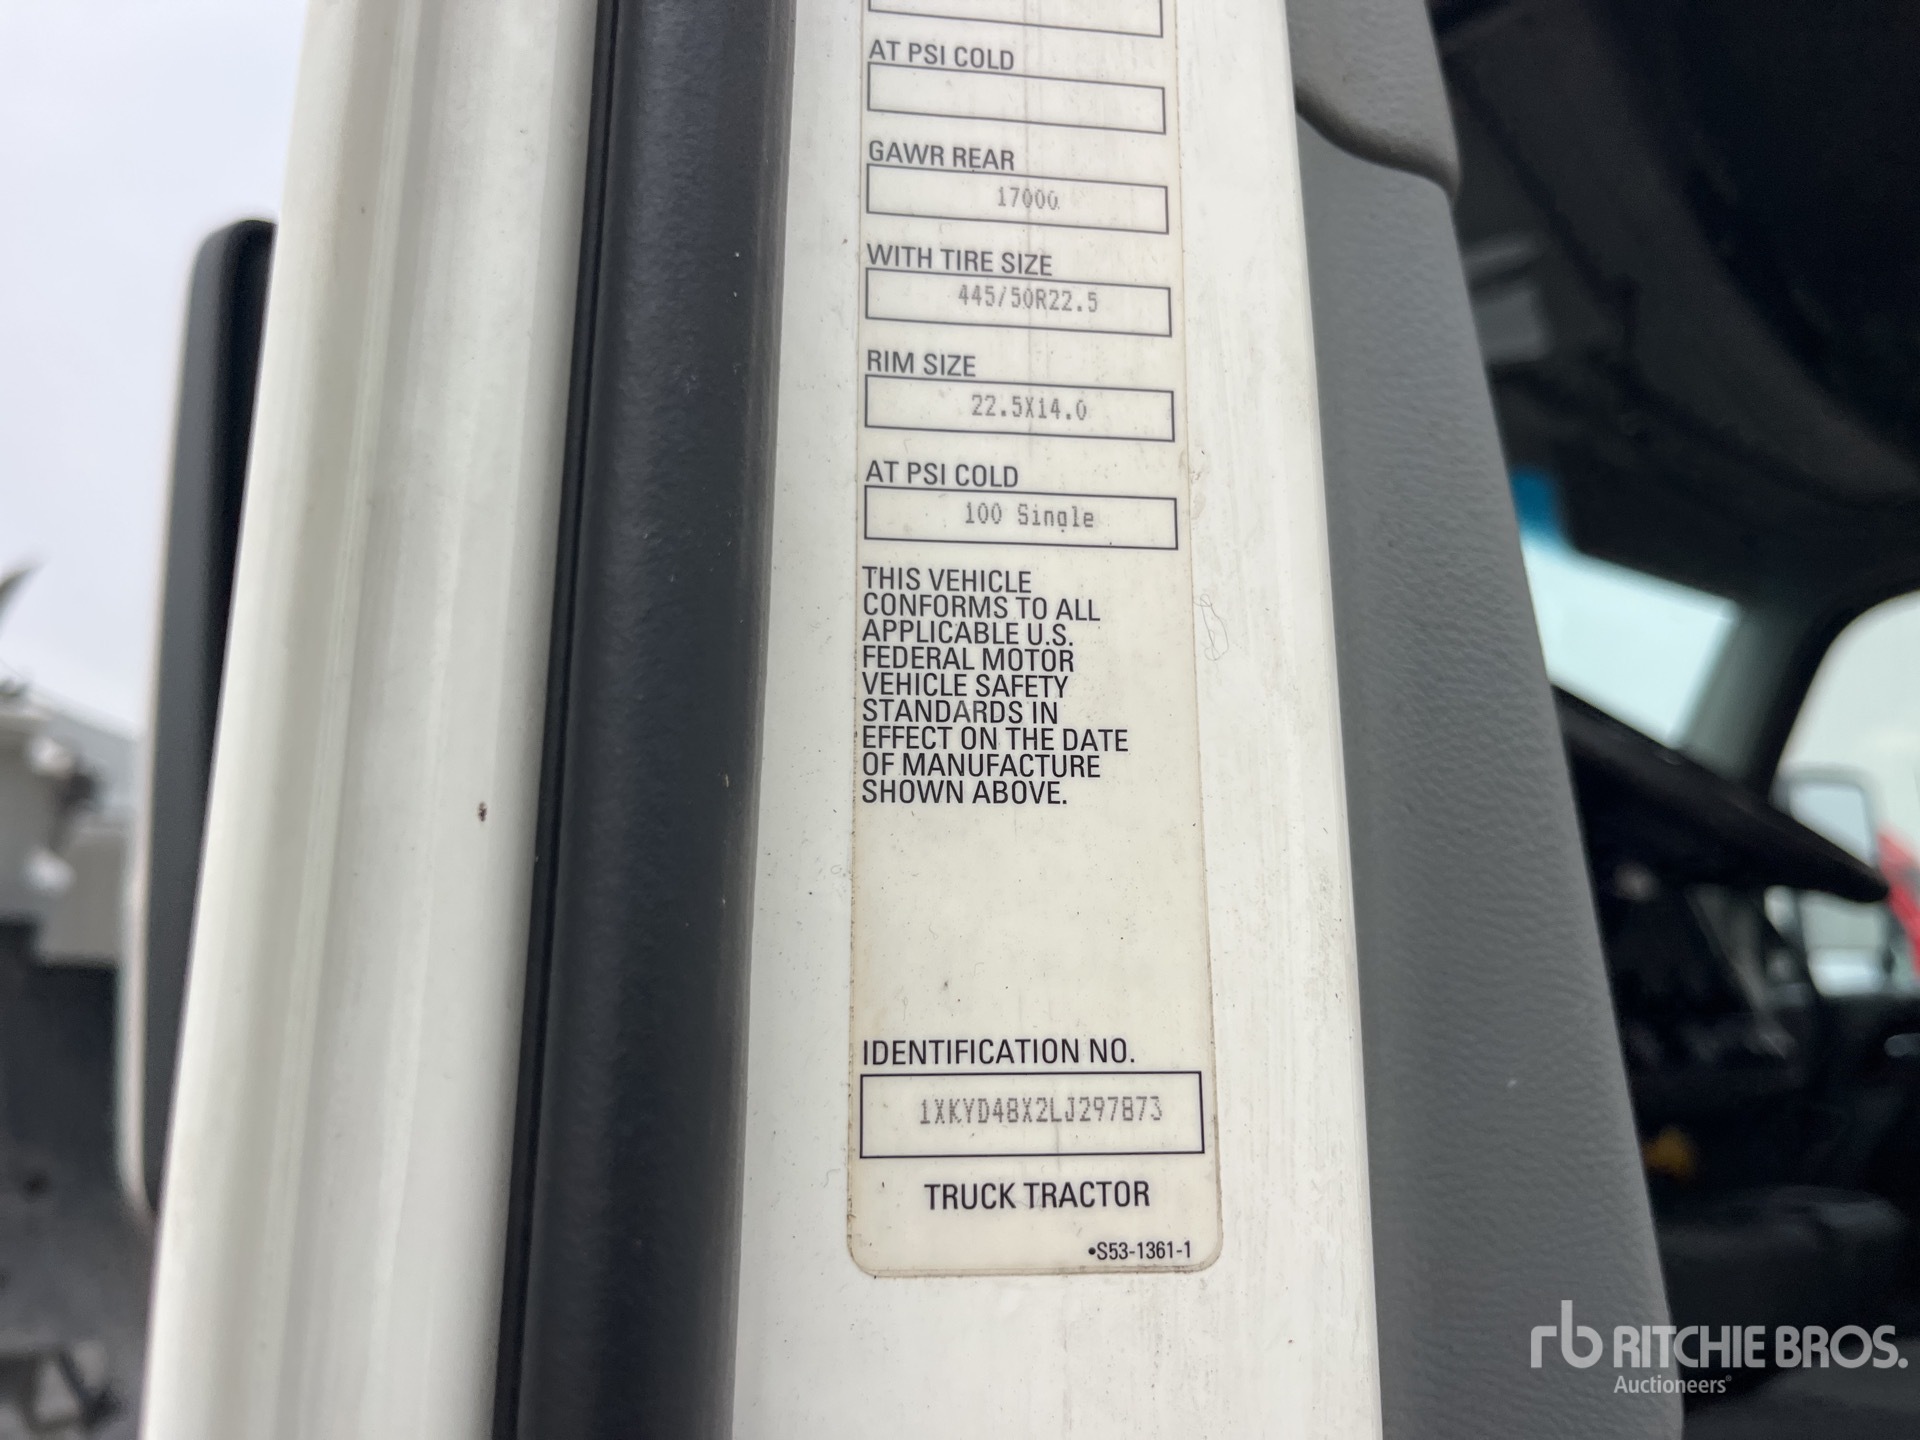 AT PSI COLD
GAWR REAR
17000
WITH TIRE SIZE
445/50R22.5
RIM SIZE
22.5X14.0
AT PSI COLD
100 Single
THIS VEHICLE
CONFORMS TO ALL
APPLICABLE U.S.
FEDERAL MOTOR
VEHICLE SAFETY
STANDARDS IN
EFFECT ON THE DATE
OF MANUFACTURE
SHOWN ABOVE.
IDENTIFICATION NO.
1XKYD48X2LJ297873
TRUCK TRACTOR
•S53-1361-1
rb RITCHIE BROS.
Auctioneers®